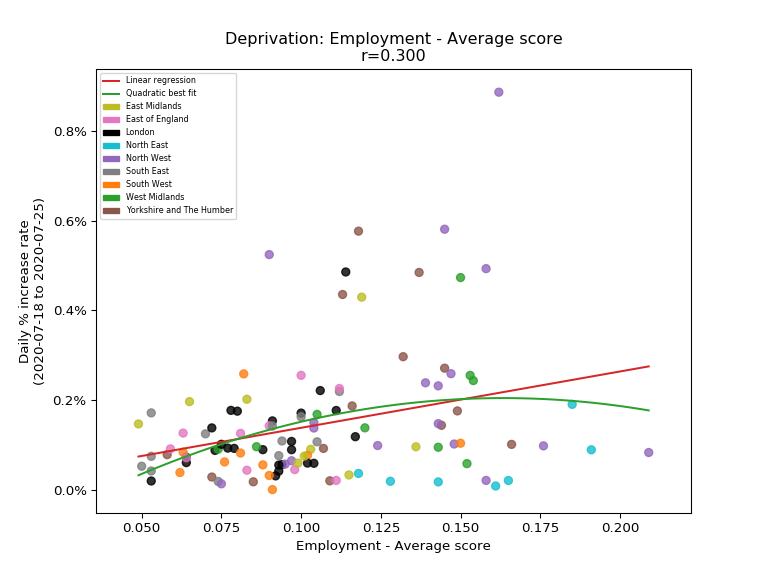 Deprivation: Employment - Average score
r=0.300
Linear regression
Quadratic best fit
East Midlands
East of England
London
North East
North West
South East
South West
West Midlands
Yorkshire and The Humber
0.8%
0.6%
0.4%
0.2%
0.0%
Daily % increase rate
(2020-07-18 to 2020-07-25)
0.050 0.075 0.100 0.125 0.150 0.175 0.200
Employment - Average score